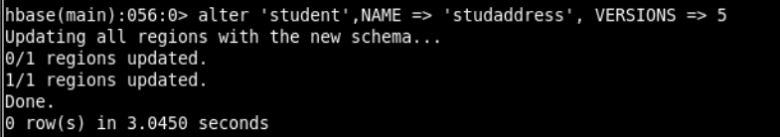 hbase(main):056:0> alter 'student',NAME => 'studaddress', VERSIONS => 5
Updating all regions with the new schema...
0/1 regions updated.
1/1 regions updated.
Done.
0 row(s) in 3.0450 seconds